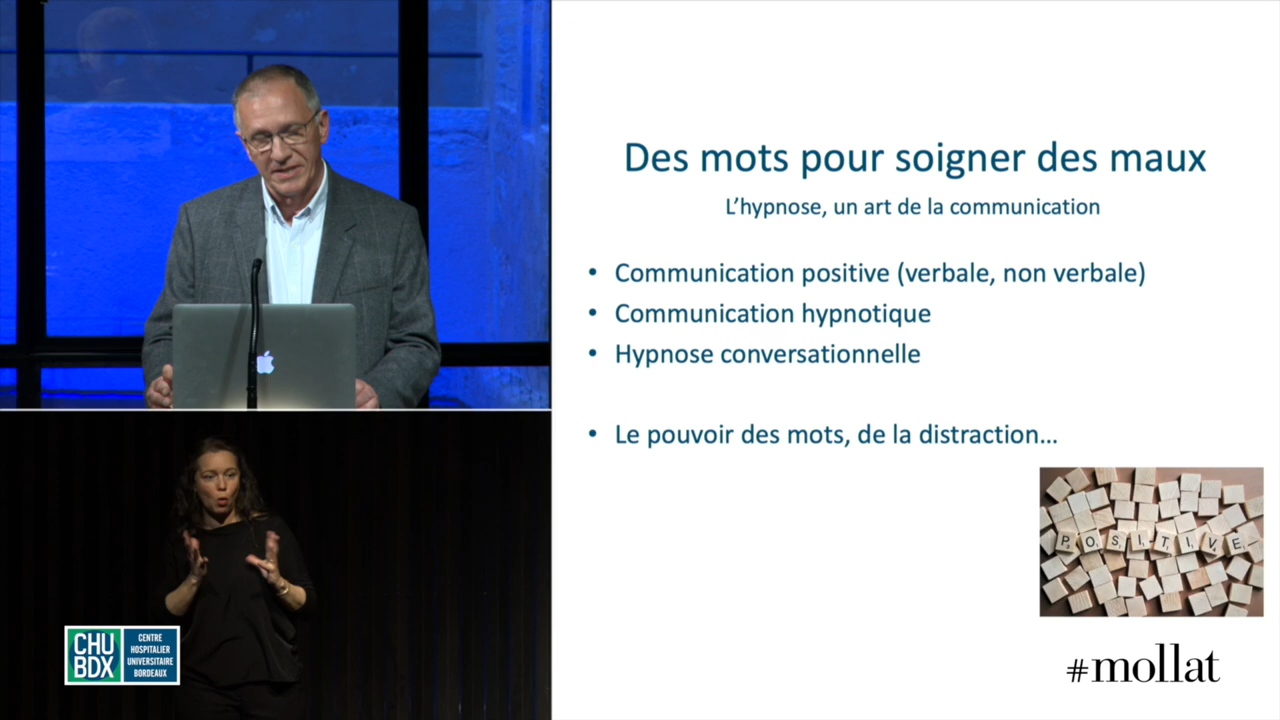 Des mots pour soigner des maux
L'hypnose, un art de la communication
• Communication positive (verbale, non verbale)
• Communication hypnotique
• Hypnose conversationnelle
• Le pouvoir des mots, de la distraction...
POSITIVE
#mollat
CHU
BDX
CENTRE
HOSPITALIER
UNIVERSITAIRE
BORDEAUX